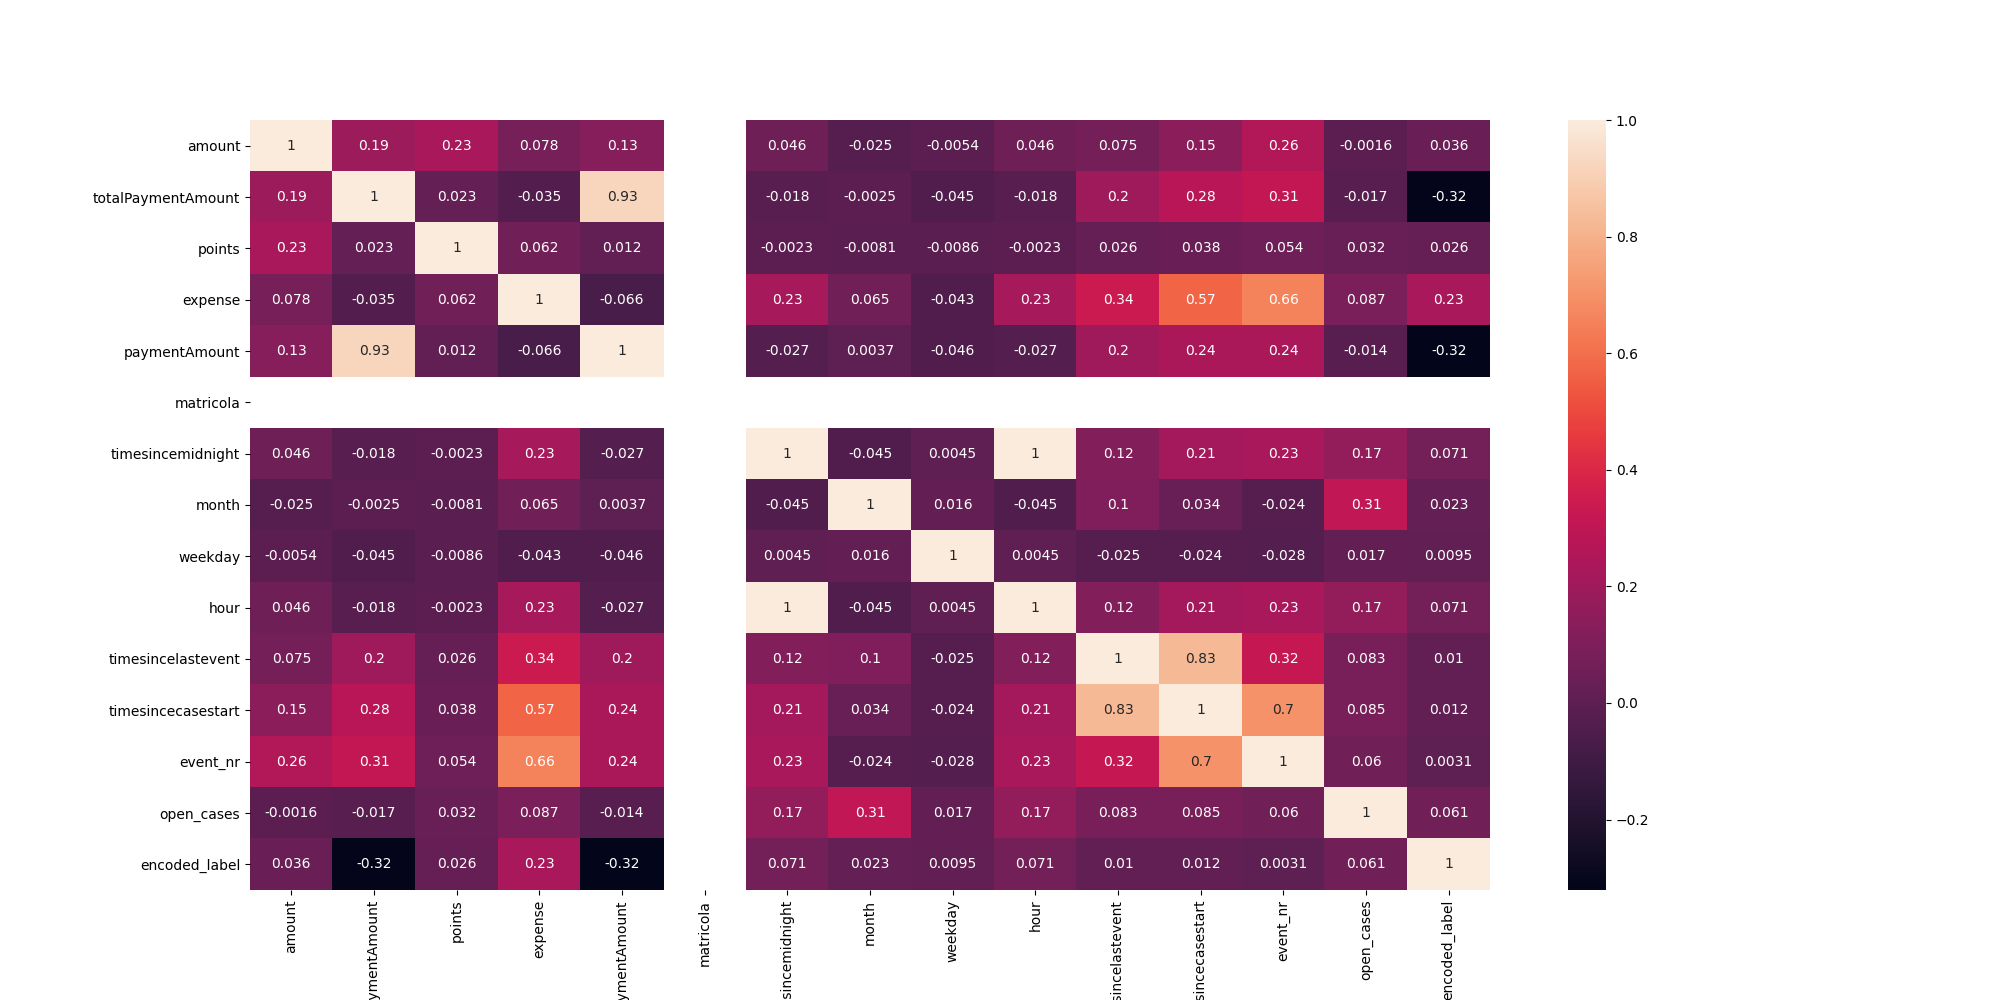 amount 1 0.19 0.23 0.078 0.13 0.046 -0.025 -0.0054 0.046 0.075 0.15 0.26 -0.0016 0.036
totalPaymentAmount 0.19 1 0.023 -0.035 0.93 -0.018 -0.0025 -0.045 -0.018 0.2 0.28 0.31 -0.017 -0.32
points 0.23 0.023 1 0.062 0.012 -0.0023 -0.0081 -0.0086 -0.0023 0.026 0.038 0.054 0.032 0.026
expense 0.078 -0.035 0.062 1 -0.066 0.23 0.065 -0.043 0.23 0.34 0.57 0.66 0.087 0.23
paymentAmount 0.13 0.93 0.012 -0.066 1 -0.027 0.0037 -0.046 -0.027 0.2 0.24 0.24 -0.014 -0.32
matricola
timesincemidnight 0.046 -0.018 -0.0023 0.23 -0.027 1 -0.045 0.0045 1 0.12 0.21 0.23 0.17 0.071
month -0.025 -0.0025 -0.0081 0.065 0.0037 -0.045 1 0.016 -0.045 0.1 0.034 -0.024 0.31 0.023
weekday -0.0054 -0.045 -0.0086 -0.043 -0.046 0.0045 0.016 1 0.0045 -0.025 -0.024 -0.028 0.017 0.0095
hour 0.046 -0.018 -0.0023 0.23 -0.027 1 -0.045 0.0045 1 0.12 0.21 0.23 0.17 0.071
timesincelastevent 0.075 0.2 0.026 0.34 0.2 0.12 0.1 -0.025 0.12 1 0.83 0.32 0.083 0.01
timesincecasestart 0.15 0.28 0.038 0.57 0.24 0.21 0.034 -0.024 0.21 0.83 1 0.7 0.085 0.012
event_nr 0.26 0.31 0.054 0.66 0.24 0.23 -0.024 -0.028 0.23 0.32 0.7 1 0.06 0.0031
open_cases -0.0016 -0.017 0.032 0.087 -0.014 0.17 0.31 0.017 0.17 0.083 0.085 0.06 1 0.061
encoded_label 0.036 -0.32 0.026 0.23 -0.32 0.071 0.023 0.0095 0.071 0.01 0.012 0.0031 0.061 1
amount
ymentAmount
points
expense
ymentAmount
matricola
sincemidnight
month
weekday
hour
sincelastevent
sincecasestart
event_nr
open_cases
encoded_label
1.0
0.8
0.6
0.4
0.2
0.0
−0.2